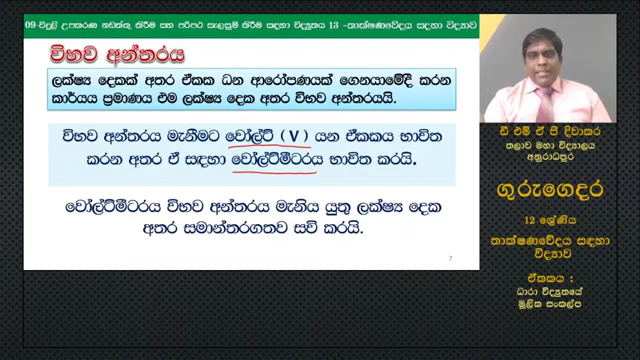 09-විදුලි උපකරණ නඩත්තු කිරීම සහ පරිපථ සැලසුම් කිරීම සඳහා විද්‍යුතය 13 -තාක්ෂණවේදය සඳහා විද්‍යාව
විභව අන්තරය
ලක්ෂ්‍ය දෙකක් අතර ඒකක ධන ආරෝපණයක් ගෙනයාමේදී කරන
කාර්යය ප්‍රමාණය එම ලක්ෂ්‍ය දෙක අතර විභව අන්තරයයි.
විභව අන්තරය මැනීමට වෝල්ට් (V) යන ඒකකය භාවිත
කරන අතර ඒ සඳහා වෝල්ට්මීටරය භාවිත කරයි.
වෝල්ට්මීටරය විභව අන්තරය මැනිය යුතු ලක්ෂ්‍ය දෙක
අතර සමාන්තරගතව සවි කරයි.
7
ඩී එම් ඒ ජී දිවාකර
තලාව මහා විද්‍යාලය
අනුරාධපුර
ගුරුගෙදර
12 ශ්‍රේණිය
තාක්ෂණවේදය සඳහා
විද්‍යාව
ඒකකය :
ධාරා විද්‍යුතයේ
මූලික සංකල්ප